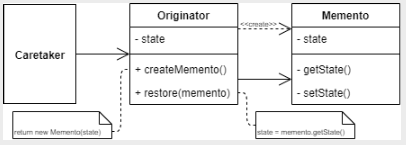 Caretaker
Originator
- state
+ createMemento()
+ restore(memento)
<<create>>
Memento
- state
- getState()
- setState()
return new Memento(state)
state = memento.getState()